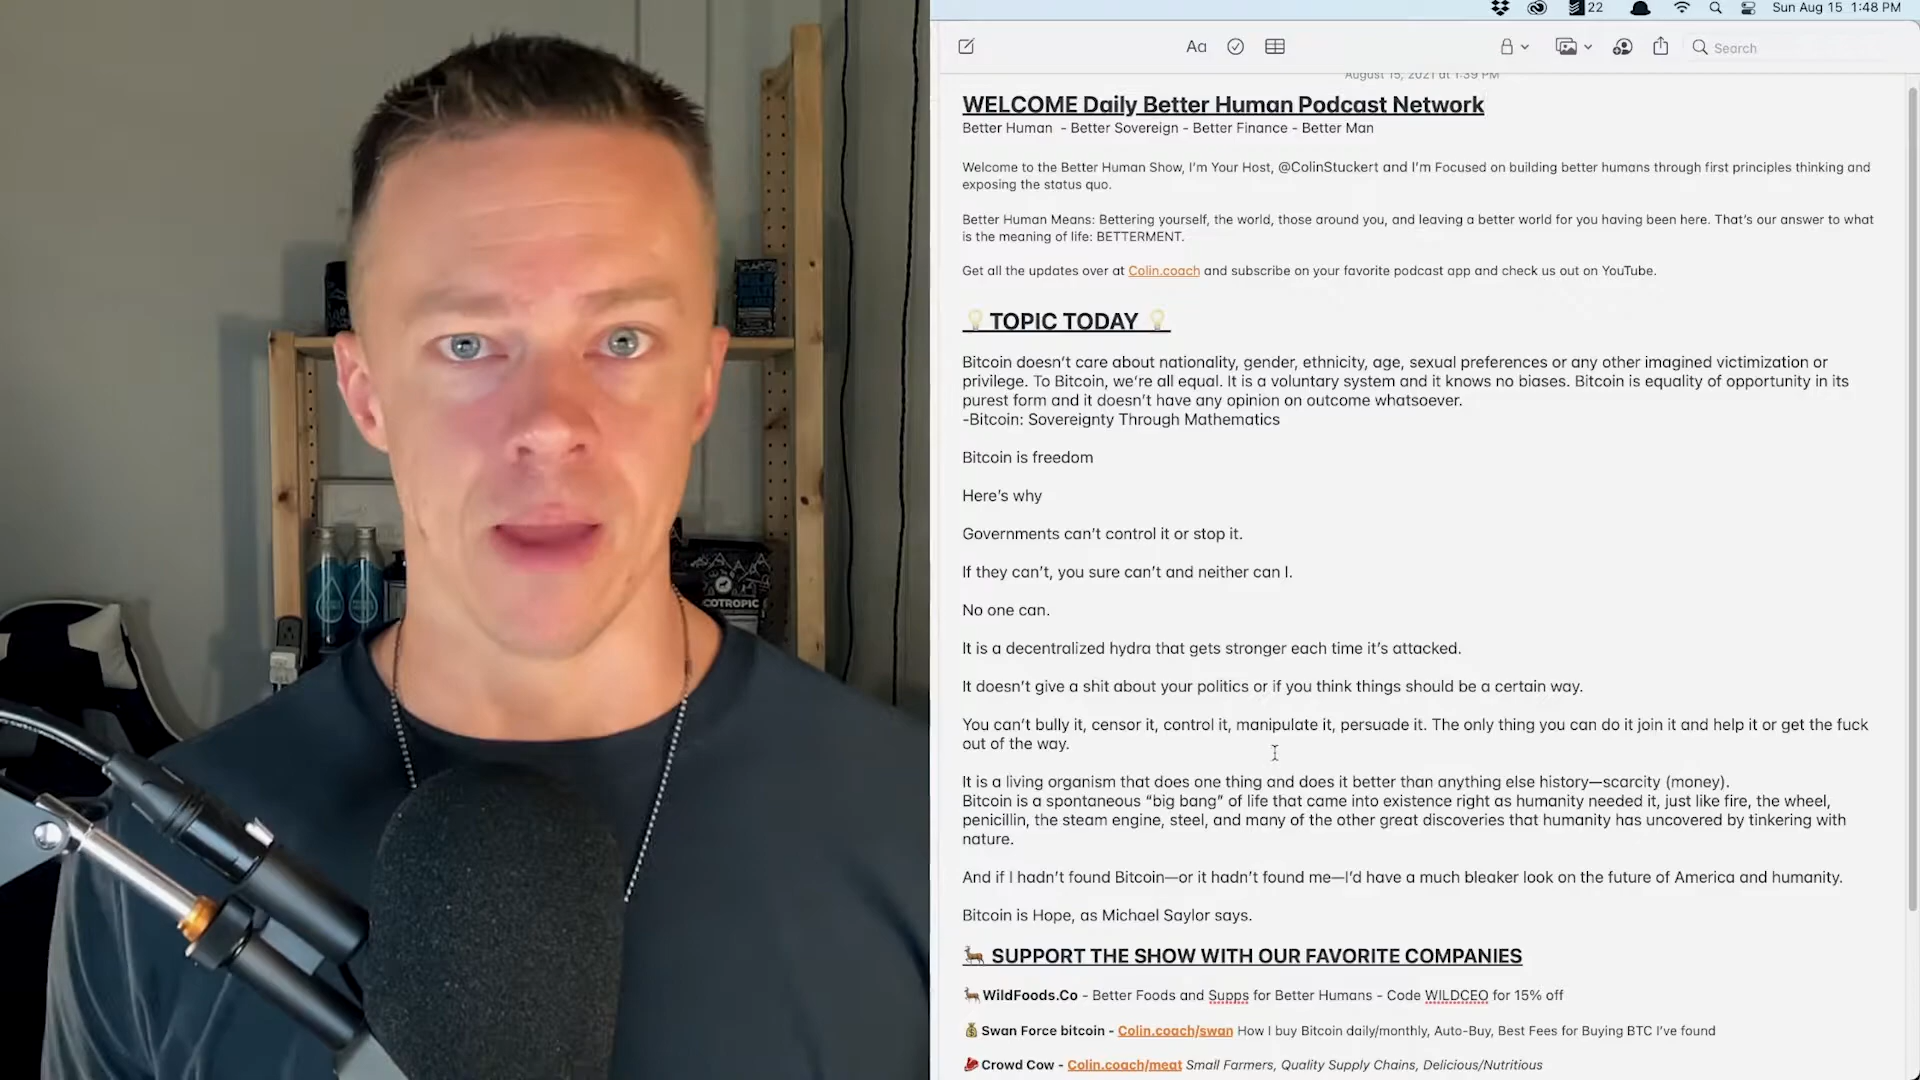 22
Sun Aug 15 1:48 PM
Aa
Search
August 15, 2021 at 1:39 PM
WELCOME Daily Better Human Podcast Network
Better Human - Better Sovereign - Better Finance - Better Man
Welcome to the Better Human Show, I'm Your Host, @ColinStuckert and I'm Focused on building better humans through first principles thinking and
exposing the status quo.
Better Human Means: Bettering yourself, the world, those around you, and leaving a better world for you having been here. That's our answer to what
is the meaning of life: BETTERMENT.
Get all the updates over at Colin.coach and subscribe on your favorite podcast app and check us out on YouTube.
💡 TOPIC TODAY 💡
Bitcoin doesn't care about nationality, gender, ethnicity, age, sexual preferences or any other imagined victimization or
privilege. To Bitcoin, we're all equal. It is a voluntary system and it knows no biases. Bitcoin is equality of opportunity in its
purest form and it doesn't have any opinion on outcome whatsoever.
-Bitcoin: Sovereignty Through Mathematics
Bitcoin is freedom
Here's why
Governments can't control it or stop it.
If they can't, you sure can't and neither can I.
No one can.
It is a decentralized hydra that gets stronger each time it's attacked.
It doesn't give a shit about your politics or if you think things should be a certain way.
You can't bully it, censor it, control it, manipulate it, persuade it. The only thing you can do it join it and help it or get the fuck
out of the way.
It is a living organism that does one thing and does it better than anything else history—scarcity (money).
Bitcoin is a spontaneous "big bang" of life that came into existence right as humanity needed it, just like fire, the wheel,
penicillin, the steam engine, steel, and many of the other great discoveries that humanity has uncovered by tinkering with
nature.
And if I hadn't found Bitcoin—or it hadn't found me—I'd have a much bleaker look on the future of America and humanity.
Bitcoin is Hope, as Michael Saylor says.
🦌 SUPPORT THE SHOW WITH OUR FAVORITE COMPANIES
🦌WildFoods.Co - Better Foods and Supps for Better Humans - Code WILDCEO for 15% off
💰Swan Force bitcoin - Colin.coach/swan How I buy Bitcoin daily/monthly, Auto-Buy, Best Fees for Buying BTC I've found
🥩Crowd Cow - Colin.coach/meat Small Farmers, Quality Supply Chains, Delicious/Nutritious
COTROPIC